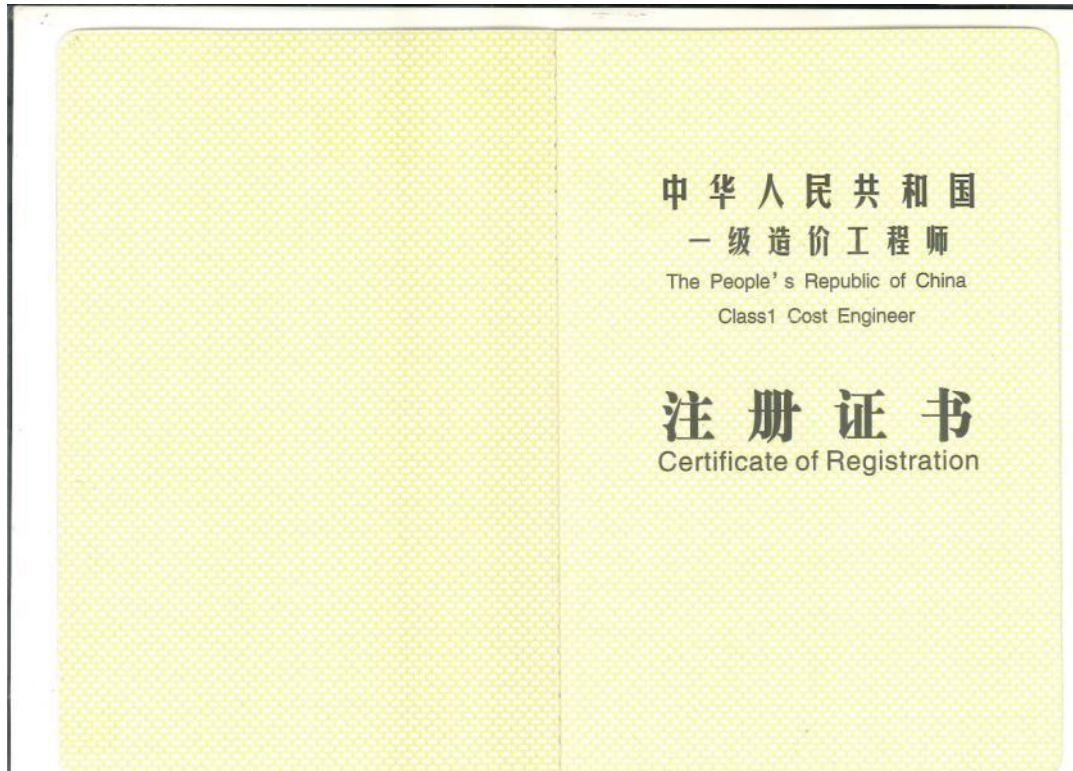 中华人民共和国
一级造价工程师
The People's Republic of China
Class1 Cost Engineer
注册证书
Certificate of Registration